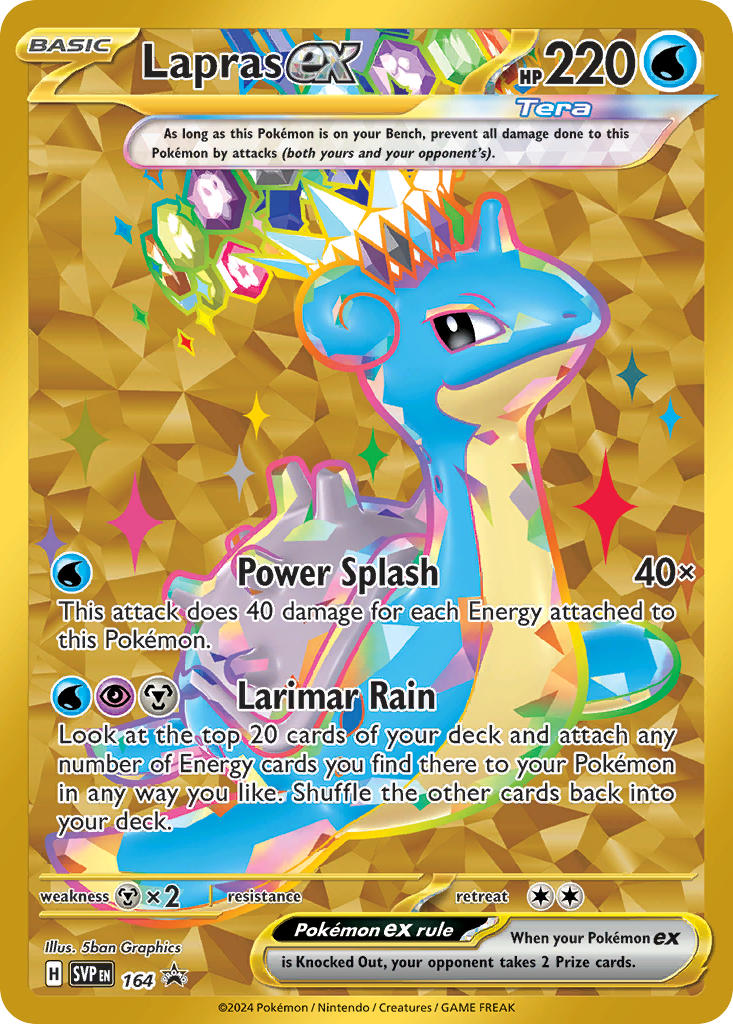 BASIC
Lapras ex
HP 220
Tera
As long as this Pokémon is on your Bench, prevent all damage done to this
Pokémon by attacks (both yours and your opponent's).
Power Splash 40×
This attack does 40 damage for each Energy attached to
this Pokémon.
Larimar Rain
Look at the top 20 cards of your deck and attach any
number of Energy cards you find there to your Pokémon
in any way you like. Shuffle the other cards back into
your deck.
weakness ×2 resistance retreat
Pokémon ex rule
When your Pokémon ex
is Knocked Out, your opponent takes 2 Prize cards.
Illus. 5ban Graphics
H SVP EN 164
©2024 Pokémon / Nintendo / Creatures / GAME FREAK